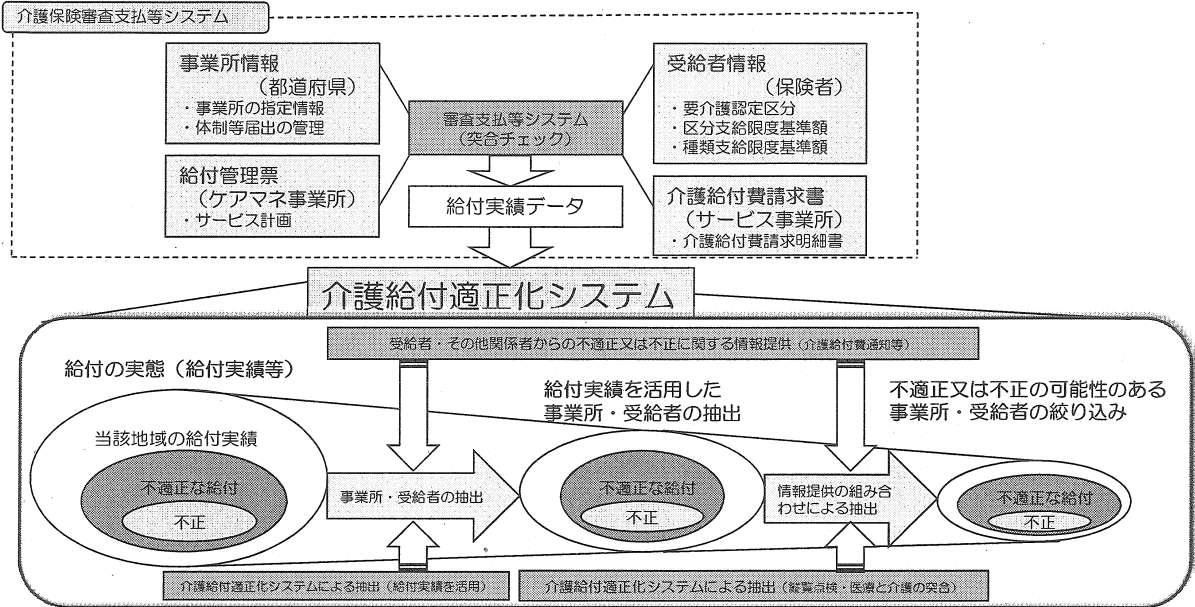 介護保険審査支払等システム
事業所情報
（都道府県）
・事業所の指定情報
・体制等届出の管理
給付管理票
（ケアマネ事業所）
・サービス計画
審査支払等システム
（突合チェック）
給付実績データ
受給者情報
（保険者）
・要介護認定区分
・区分支給限度基準額
・種類支給限度基準額
介護給付費請求書
（サービス事業所）
・介護給付費請求明細書
介護給付適正化システム
受給者・その他関係者からの不適正又は不正に関する情報提供（介護給付費通知等）
給付の実態（給付実績等）
当該地域の給付実績
不適正な給付
不正
事業所・受給者の抽出
給付実績を活用した
事業所・受給者の抽出
不適正な給付
不正
情報提供の組み合
わせによる抽出
不適正又は不正の可能性のある
事業所・受給者の絞り込み
不適正な給付
不正
介護給付適正化システムによる抽出（給付実績を活用）
介護給付適正化システムによる抽出（縦覧点検・医療と介護の突合）